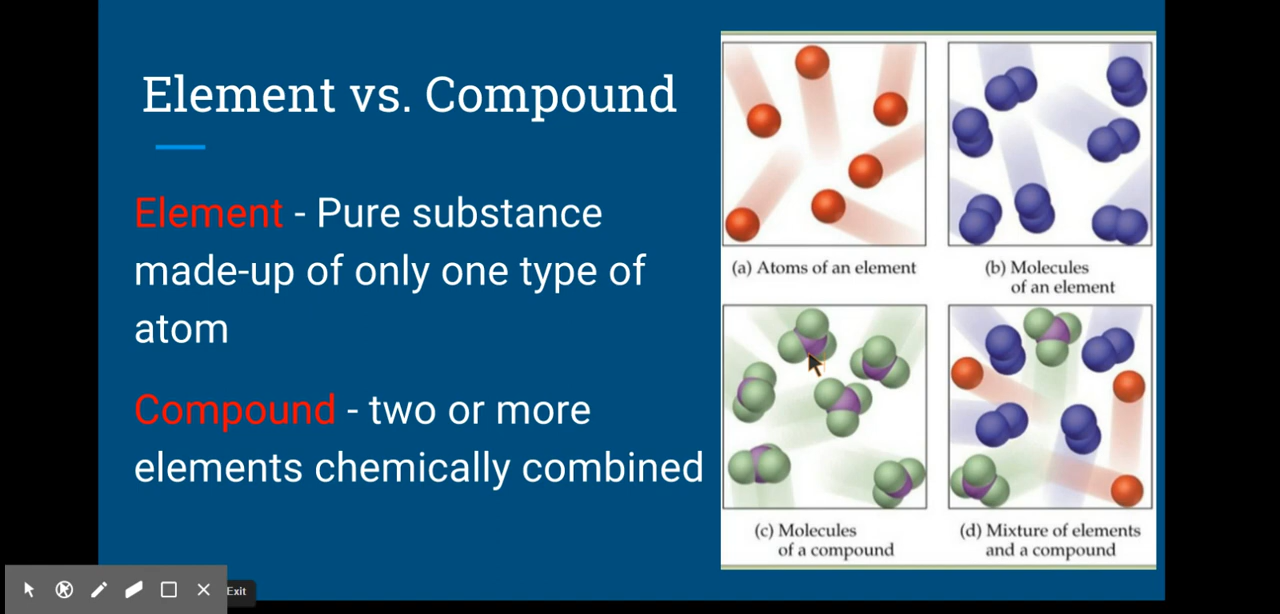 Element vs. Compound
Element - Pure substance
made-up of only one type of
atom
Compound - two or more
elements chemically combined
(a) Atoms of an element
(b) Molecules
of an element
(c) Molecules
of a compound
(d) Mixture of elements
and a compound
Exit